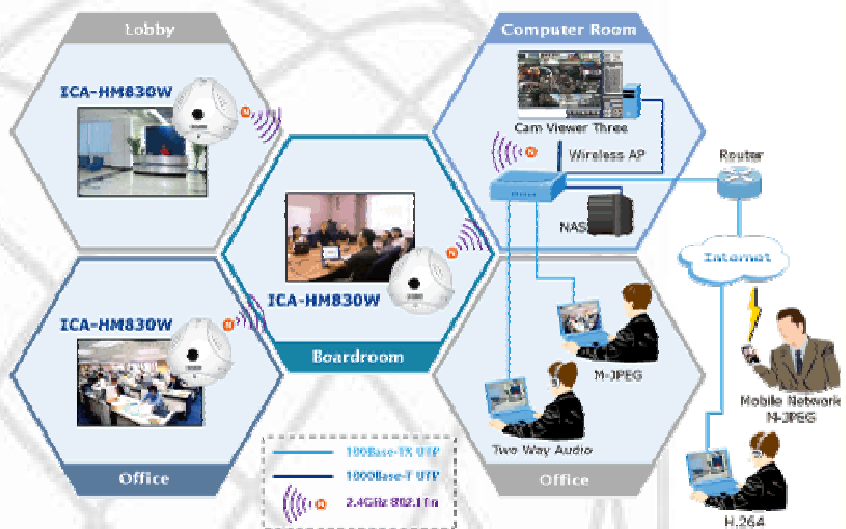 Lobby
ICA-HM830W
Computer Room
Cam Viewer Three
Wireless AP
NAS
Router
Internet
ICA-HM830W
Boardroom
ICA-HM830W
Office
M-JPEG
Two Way Audio
Office
Mobile Network
M-JPEG
H.264
100Base-TX UTP
1000Base-T UTP
N 2.4GHz 802.11n